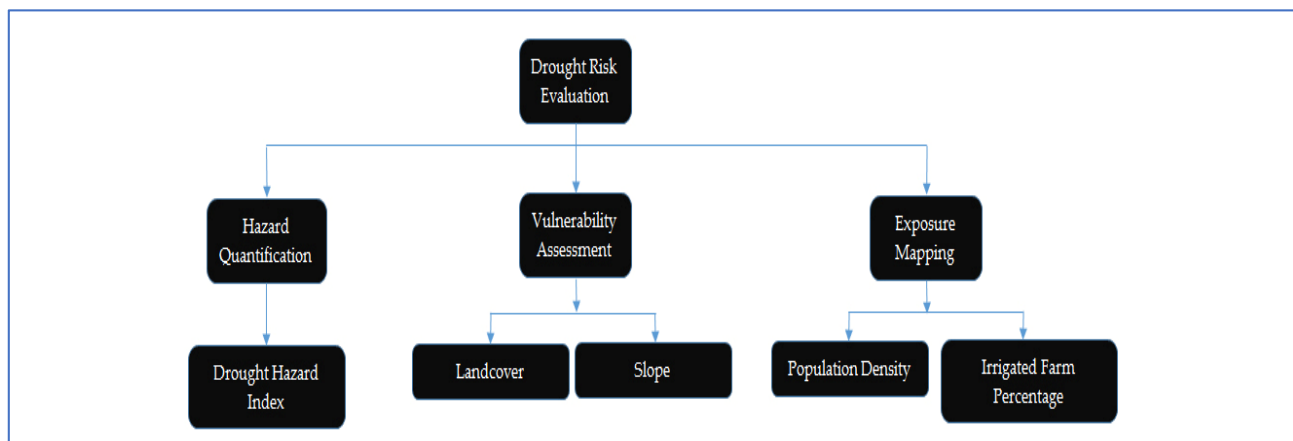 Drought Risk
Evaluation
Hazard
Quantification
Vulnerability
Assessment
Exposure
Mapping
Drought Hazard
Index
Landcover
Slope
Population Density
Irrigated Farm
Percentage